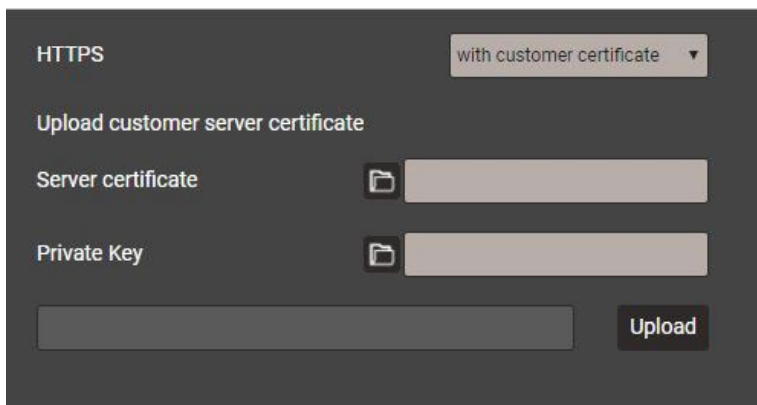 HTTPS with customer certificate
Upload customer server certificate
Server certificate
Private Key
Upload